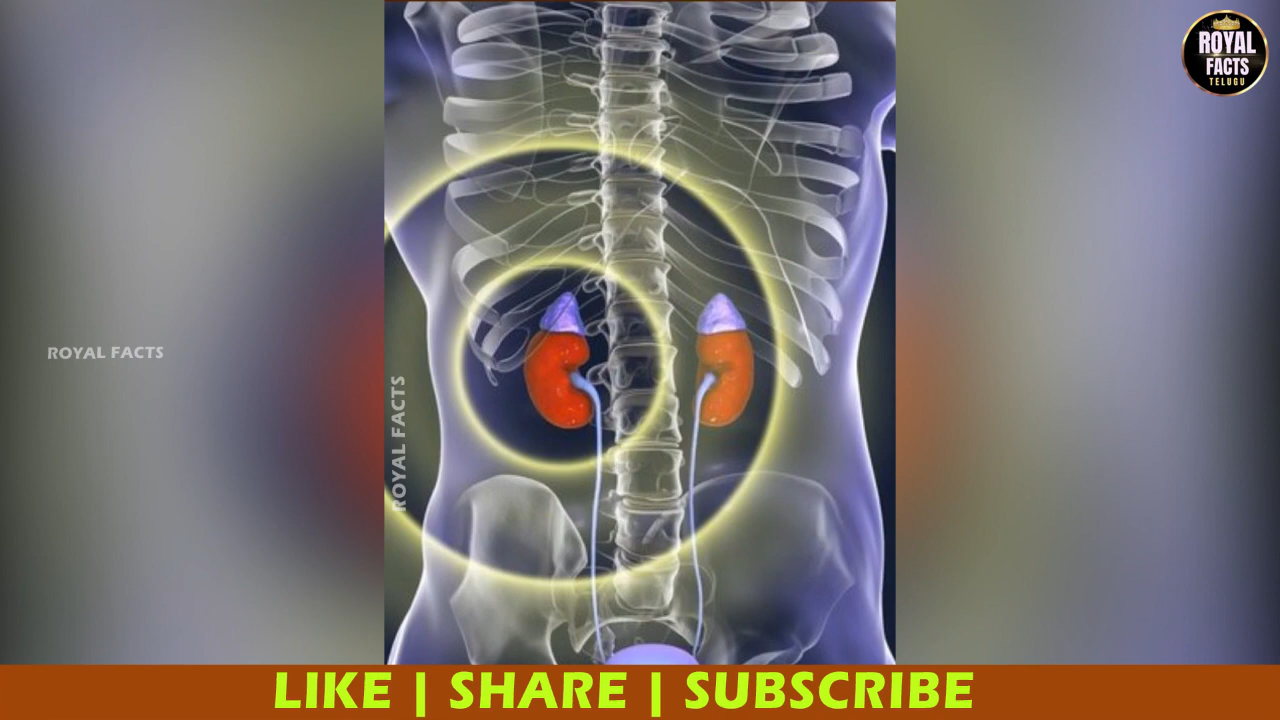 ROYAL
FACTS
TELUGU
ROYAL FACTS
ROYAL FACTS
LIKE | SHARE | SUBSCRIBE